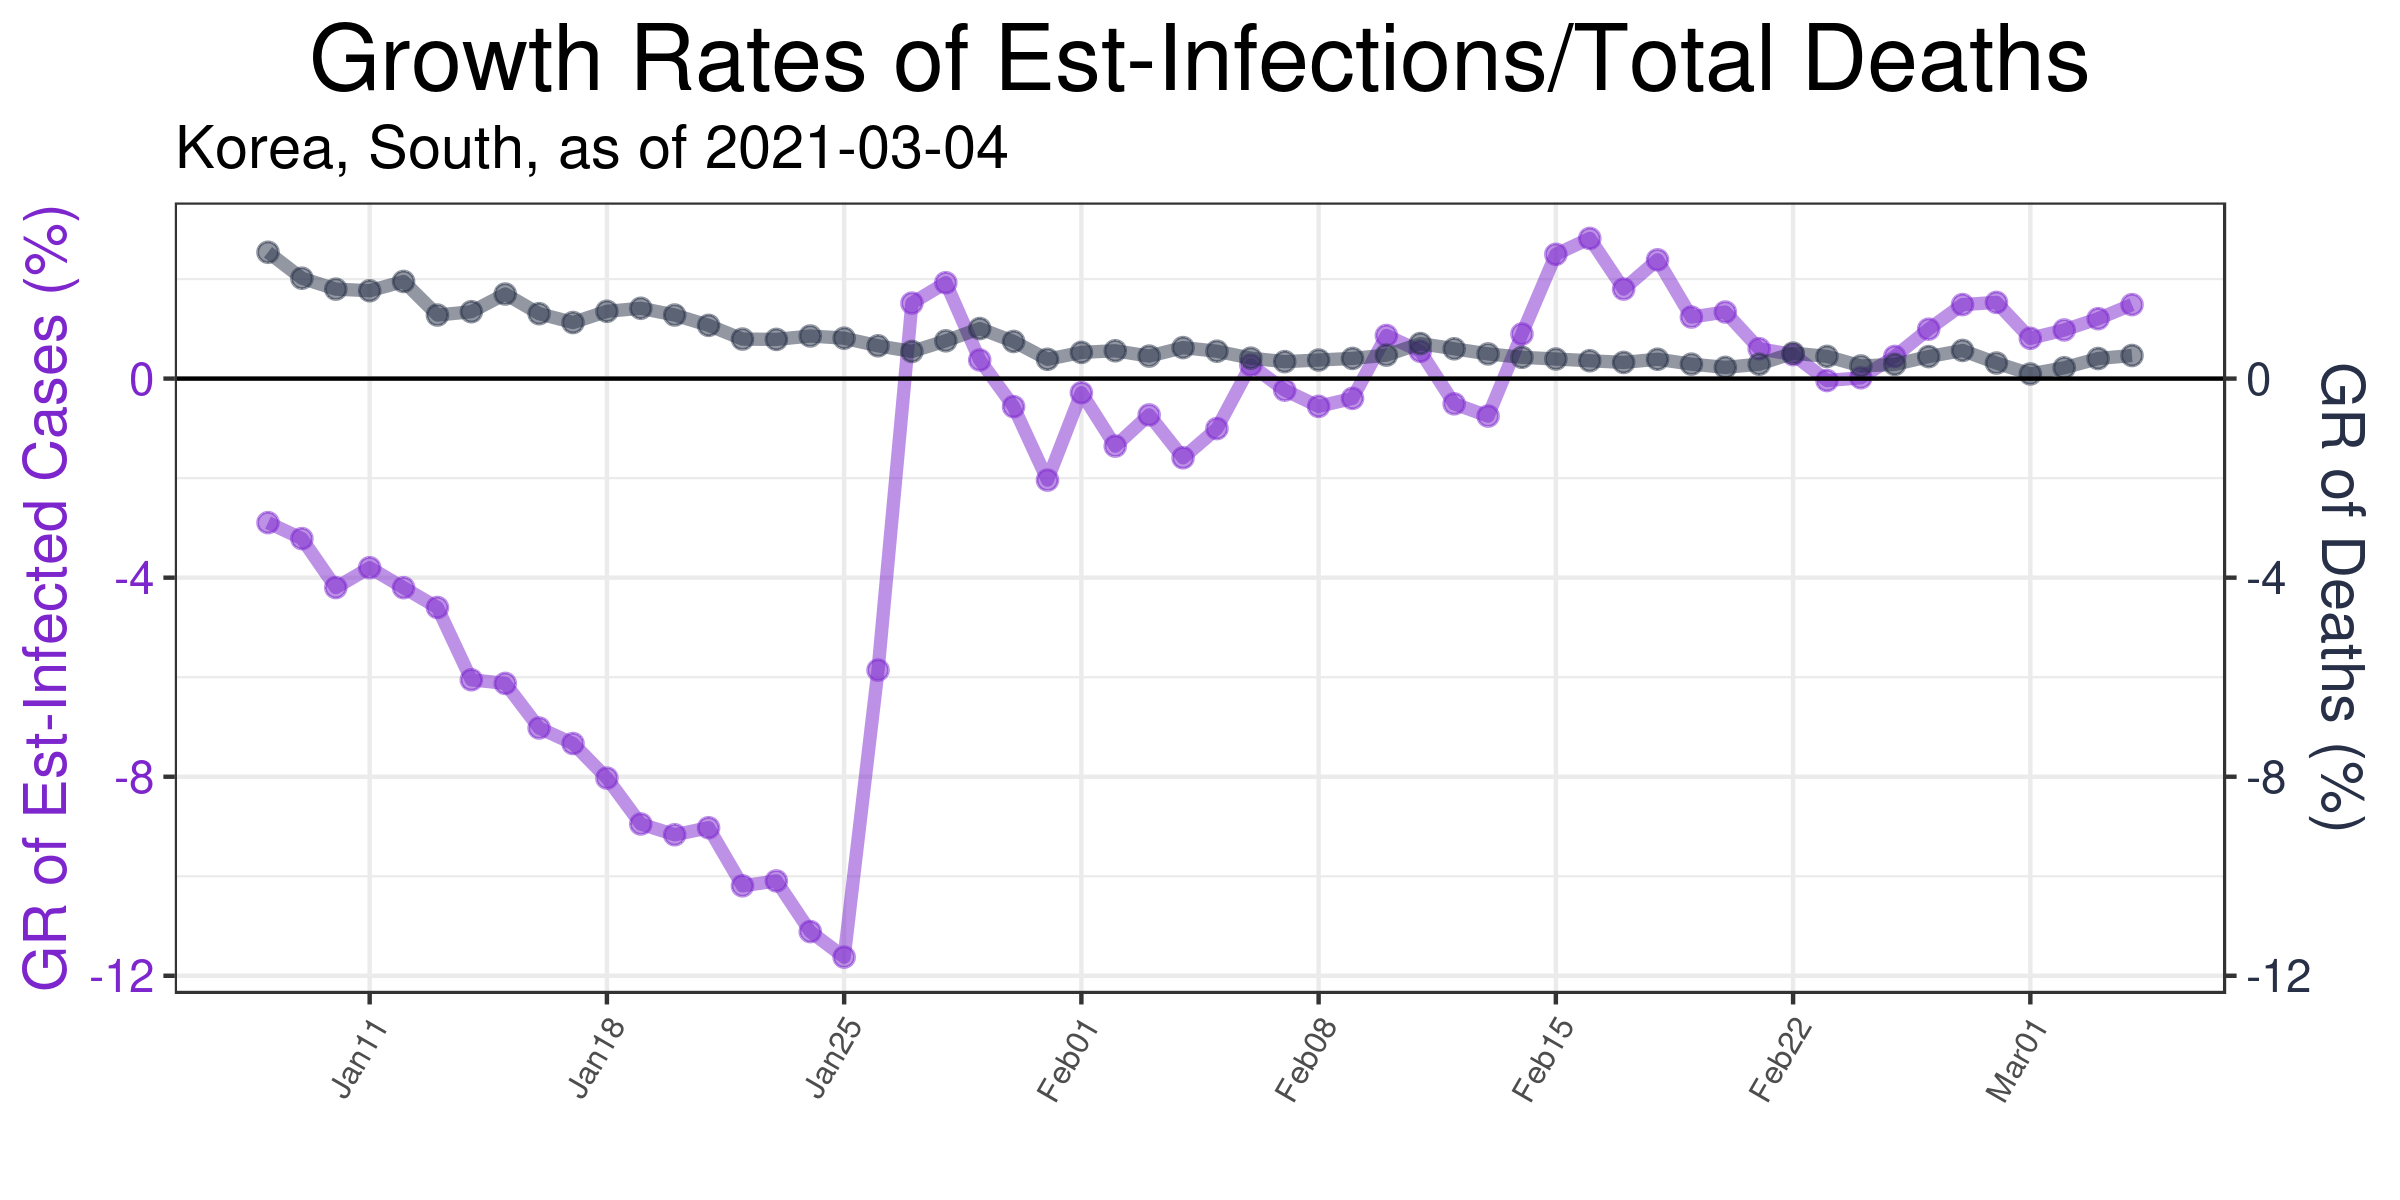 Growth Rates of Est-Infections/Total Deaths
Korea, South, as of 2021-03-04
GR of Est-Infected Cases (%)
0
-4
-8
-12
0
-4
-8
-12
GR of Deaths (%)
Jan11
Jan18
Jan25
Feb01
Feb08
Feb15
Feb22
Mar01